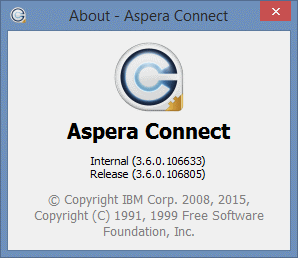 About - Aspera Connect
Aspera Connect
Internal (3.6.0.106633)
Release (3.6.0.106805)
© Copyright IBM Corp. 2008, 2015,
Copyright (C) 1991, 1999 Free Software
Foundation, Inc.